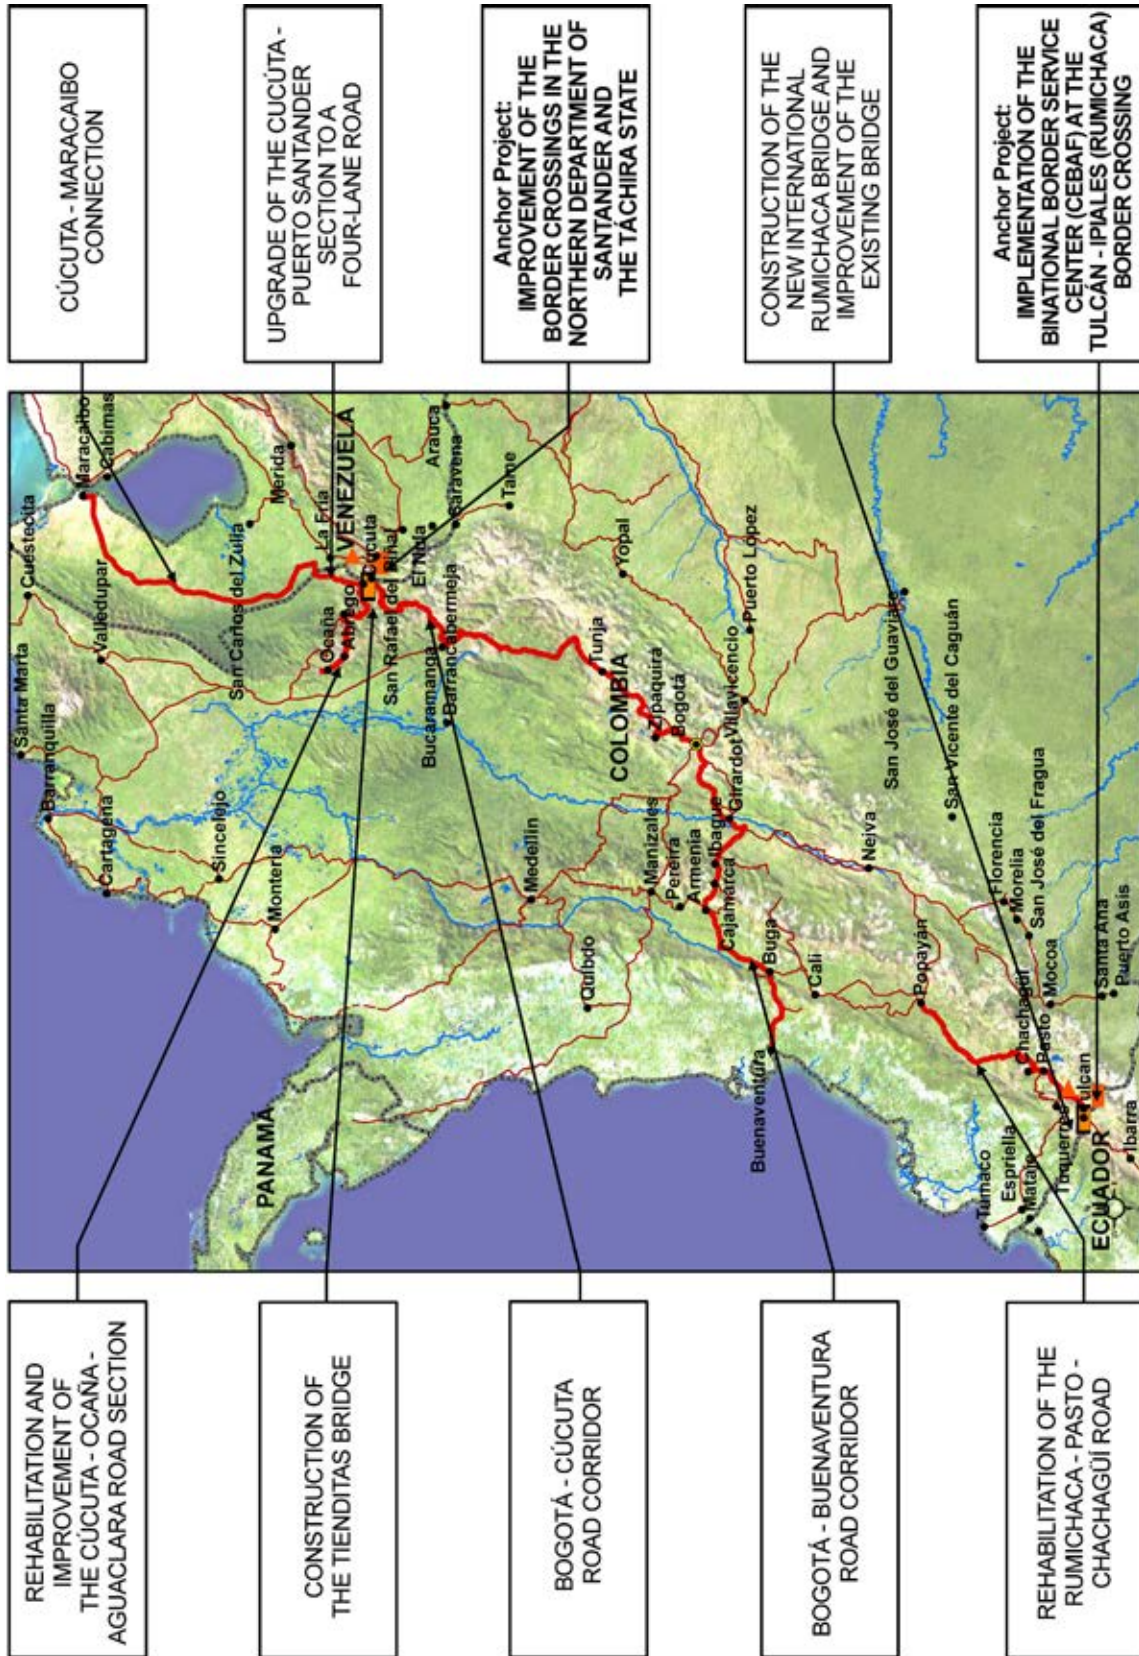 REHABILITATION AND
IMPROVEMENT OF
THE CÚCUTA - OCAÑA -
AGUACLARA ROAD SECTION
CONSTRUCTION OF
THE TIENDITAS BRIDGE
BOGOTÁ - CÚCUTA
ROAD CORRIDOR
BOGOTÁ - BUENAVENTURA
ROAD CORRIDOR
REHABILITATION OF THE
RUMICHACA - PASTO -
CHACHAGÜÍ ROAD
Santa Marta
Cuestecita
Barranquilla
Maracaibo
Cartagena
Valledupar
Cabimas
Sincelejo
San Carlos del Zulia
Merida
Montería
PANAMÁ
Ocaña
La Fría
Abrego
VENEZUELA
Cúcuta
San Rafael del Piñal
El Nula
Arauca
Bucaramanga
Barrancabermeja
Saravena
Tame
Medellín
Quibdo
Tunja
COLOMBIA
Yopal
Zipaquirá
Bogotá
Manizales
Pereira
Armenia
Ibague
Girardot
Villavicencio
Puerto Lopez
Cajamarca
Buenaventura
Buga
Cali
Neiva
San José del Guaviare
Popayán
San Vicente del Caguán
Florencia
Morelia
San José del Fragua
Tumaco
Espriella
Mataje
Chachagüí
Pasto
Mocoa
Tuquerres
Tulcan
Santa Ana
Puerto Asis
ECUADOR
Ibarra
CÚCUTA - MARACAIBO
CONNECTION
UPGRADE OF THE CUCÚTA -
PUERTO SANTANDER
SECTION TO A
FOUR-LANE ROAD
Anchor Project:
IMPROVEMENT OF THE
BORDER CROSSINGS IN THE
NORTHERN DEPARTMENT OF
SANTANDER AND
THE TÁCHIRA STATE
CONSTRUCTION OF THE
NEW INTERNATIONAL
RUMICHACA BRIDGE AND
IMPROVEMENT OF THE
EXISTING BRIDGE
Anchor Project:
IMPLEMENTATION OF THE
BINATIONAL BORDER SERVICE
CENTER (CEBAF) AT THE
TULCÁN - IPIALES (RUMICHACA)
BORDER CROSSING